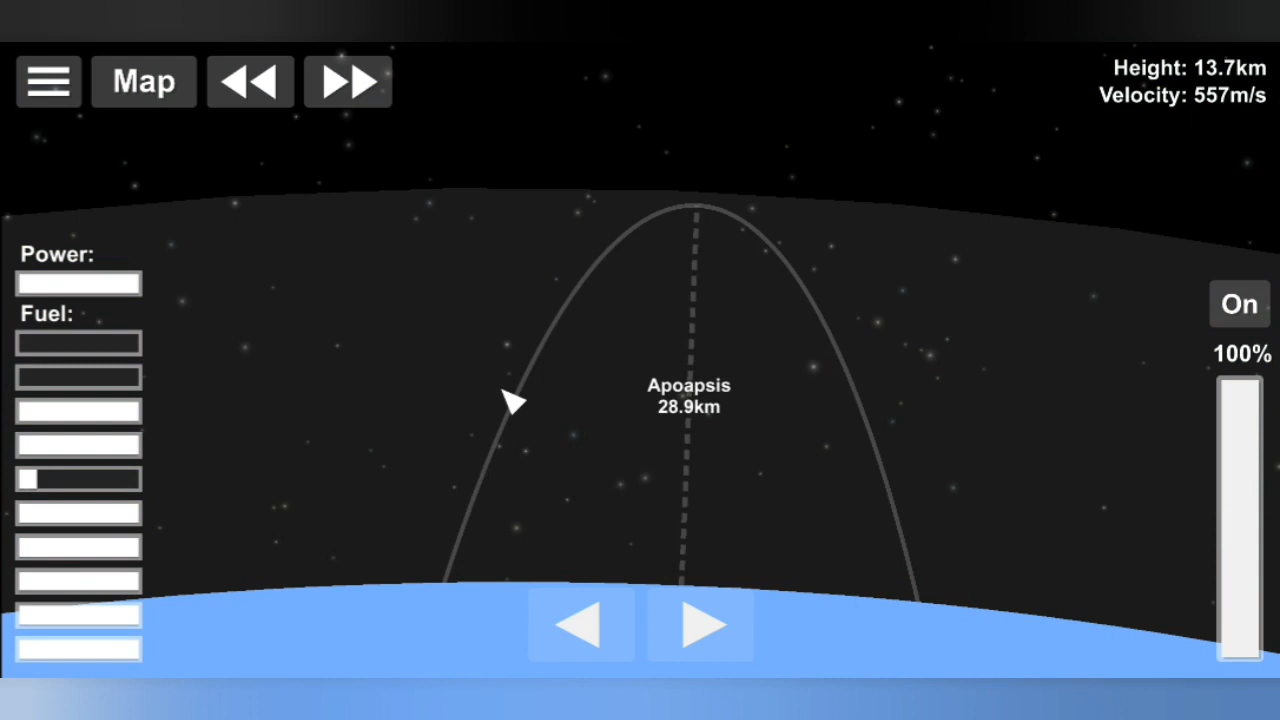 Map
Height: 13.7km
Velocity: 557m/s
Power:
Fuel:
On
100%
Apoapsis
28.9km